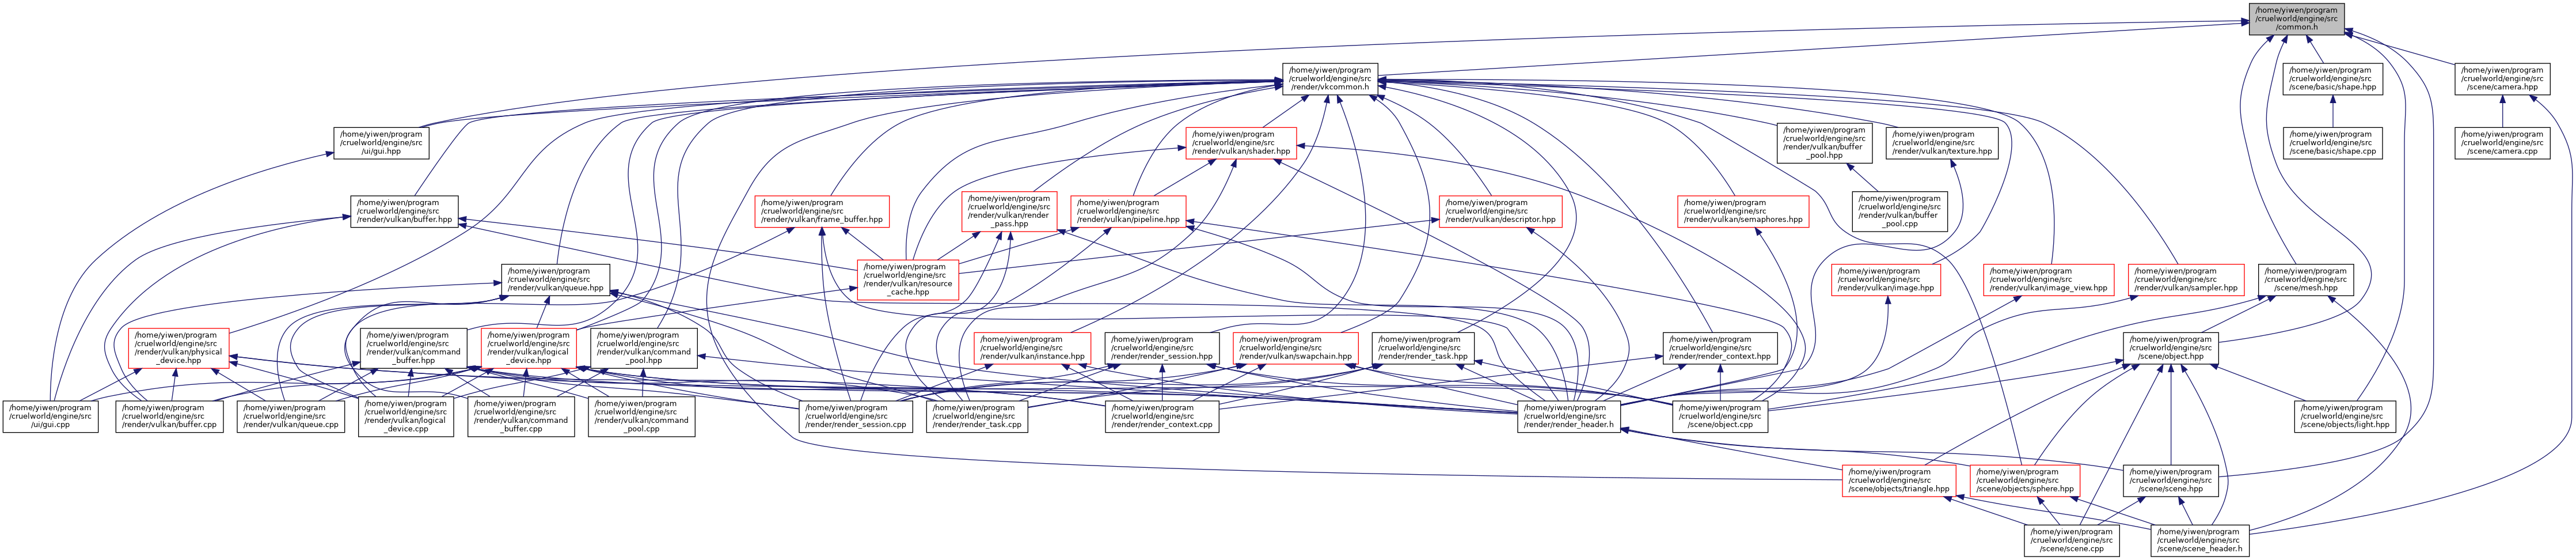 /home/yiwen/program
/cruelworld/engine/src
/common.h
/home/yiwen/program
/cruelworld/engine/src
/render/vkcommon.h
/home/yiwen/program
/cruelworld/engine/src
/scene/basic/shape.hpp
/home/yiwen/program
/cruelworld/engine/src
/scene/camera.hpp
/home/yiwen/program
/cruelworld/engine/src
/ui/gui.hpp
/home/yiwen/program
/cruelworld/engine/src
/render/vulkan/shader.hpp
/home/yiwen/program
/cruelworld/engine/src
/render/vulkan/buffer
_pool.hpp
/home/yiwen/program
/cruelworld/engine/src
/render/vulkan/texture.hpp
/home/yiwen/program
/cruelworld/engine/src
/scene/basic/shape.cpp
/home/yiwen/program
/cruelworld/engine/src
/scene/camera.cpp
/home/yiwen/program
/cruelworld/engine/src
/render/vulkan/buffer.hpp
/home/yiwen/program
/cruelworld/engine/src
/render/vulkan/frame_buffer.hpp
/home/yiwen/program
/cruelworld/engine/src
/render/vulkan/render
_pass.hpp
/home/yiwen/program
/cruelworld/engine/src
/render/vulkan/pipeline.hpp
/home/yiwen/program
/cruelworld/engine/src
/render/vulkan/descriptor.hpp
/home/yiwen/program
/cruelworld/engine/src
/render/vulkan/semaphores.hpp
/home/yiwen/program
/cruelworld/engine/src
/render/vulkan/buffer
_pool.cpp
/home/yiwen/program
/cruelworld/engine/src
/render/vulkan/queue.hpp
/home/yiwen/program
/cruelworld/engine/src
/render/vulkan/resource
_cache.hpp
/home/yiwen/program
/cruelworld/engine/src
/render/vulkan/image.hpp
/home/yiwen/program
/cruelworld/engine/src
/render/vulkan/image_view.hpp
/home/yiwen/program
/cruelworld/engine/src
/render/vulkan/sampler.hpp
/home/yiwen/program
/cruelworld/engine/src
/scene/mesh.hpp
/home/yiwen/program
/cruelworld/engine/src
/render/vulkan/physical
_device.hpp
/home/yiwen/program
/cruelworld/engine/src
/render/vulkan/command
_buffer.hpp
/home/yiwen/program
/cruelworld/engine/src
/render/vulkan/logical
_device.hpp
/home/yiwen/program
/cruelworld/engine/src
/render/vulkan/command
_pool.hpp
/home/yiwen/program
/cruelworld/engine/src
/render/vulkan/instance.hpp
/home/yiwen/program
/cruelworld/engine/src
/render/render_session.hpp
/home/yiwen/program
/cruelworld/engine/src
/render/vulkan/swapchain.hpp
/home/yiwen/program
/cruelworld/engine/src
/render/render_task.hpp
/home/yiwen/program
/cruelworld/engine/src
/render/render_context.hpp
/home/yiwen/program
/cruelworld/engine/src
/scene/object.hpp
/home/yiwen/program
/cruelworld/engine/src
/ui/gui.cpp
/home/yiwen/program
/cruelworld/engine/src
/render/vulkan/buffer.cpp
/home/yiwen/program
/cruelworld/engine/src
/render/vulkan/queue.cpp
/home/yiwen/program
/cruelworld/engine/src
/render/vulkan/logical
_device.cpp
/home/yiwen/program
/cruelworld/engine/src
/render/vulkan/command
_buffer.cpp
/home/yiwen/program
/cruelworld/engine/src
/render/vulkan/command
_pool.cpp
/home/yiwen/program
/cruelworld/engine/src
/render/render_session.cpp
/home/yiwen/program
/cruelworld/engine/src
/render/render_task.cpp
/home/yiwen/program
/cruelworld/engine/src
/render/render_context.cpp
/home/yiwen/program
/cruelworld/engine/src
/render/render_header.h
/home/yiwen/program
/cruelworld/engine/src
/scene/object.cpp
/home/yiwen/program
/cruelworld/engine/src
/scene/objects/light.hpp
/home/yiwen/program
/cruelworld/engine/src
/scene/objects/triangle.hpp
/home/yiwen/program
/cruelworld/engine/src
/scene/objects/sphere.hpp
/home/yiwen/program
/cruelworld/engine/src
/scene/scene.hpp
/home/yiwen/program
/cruelworld/engine/src
/scene/scene.cpp
/home/yiwen/program
/cruelworld/engine/src
/scene/scene_header.h